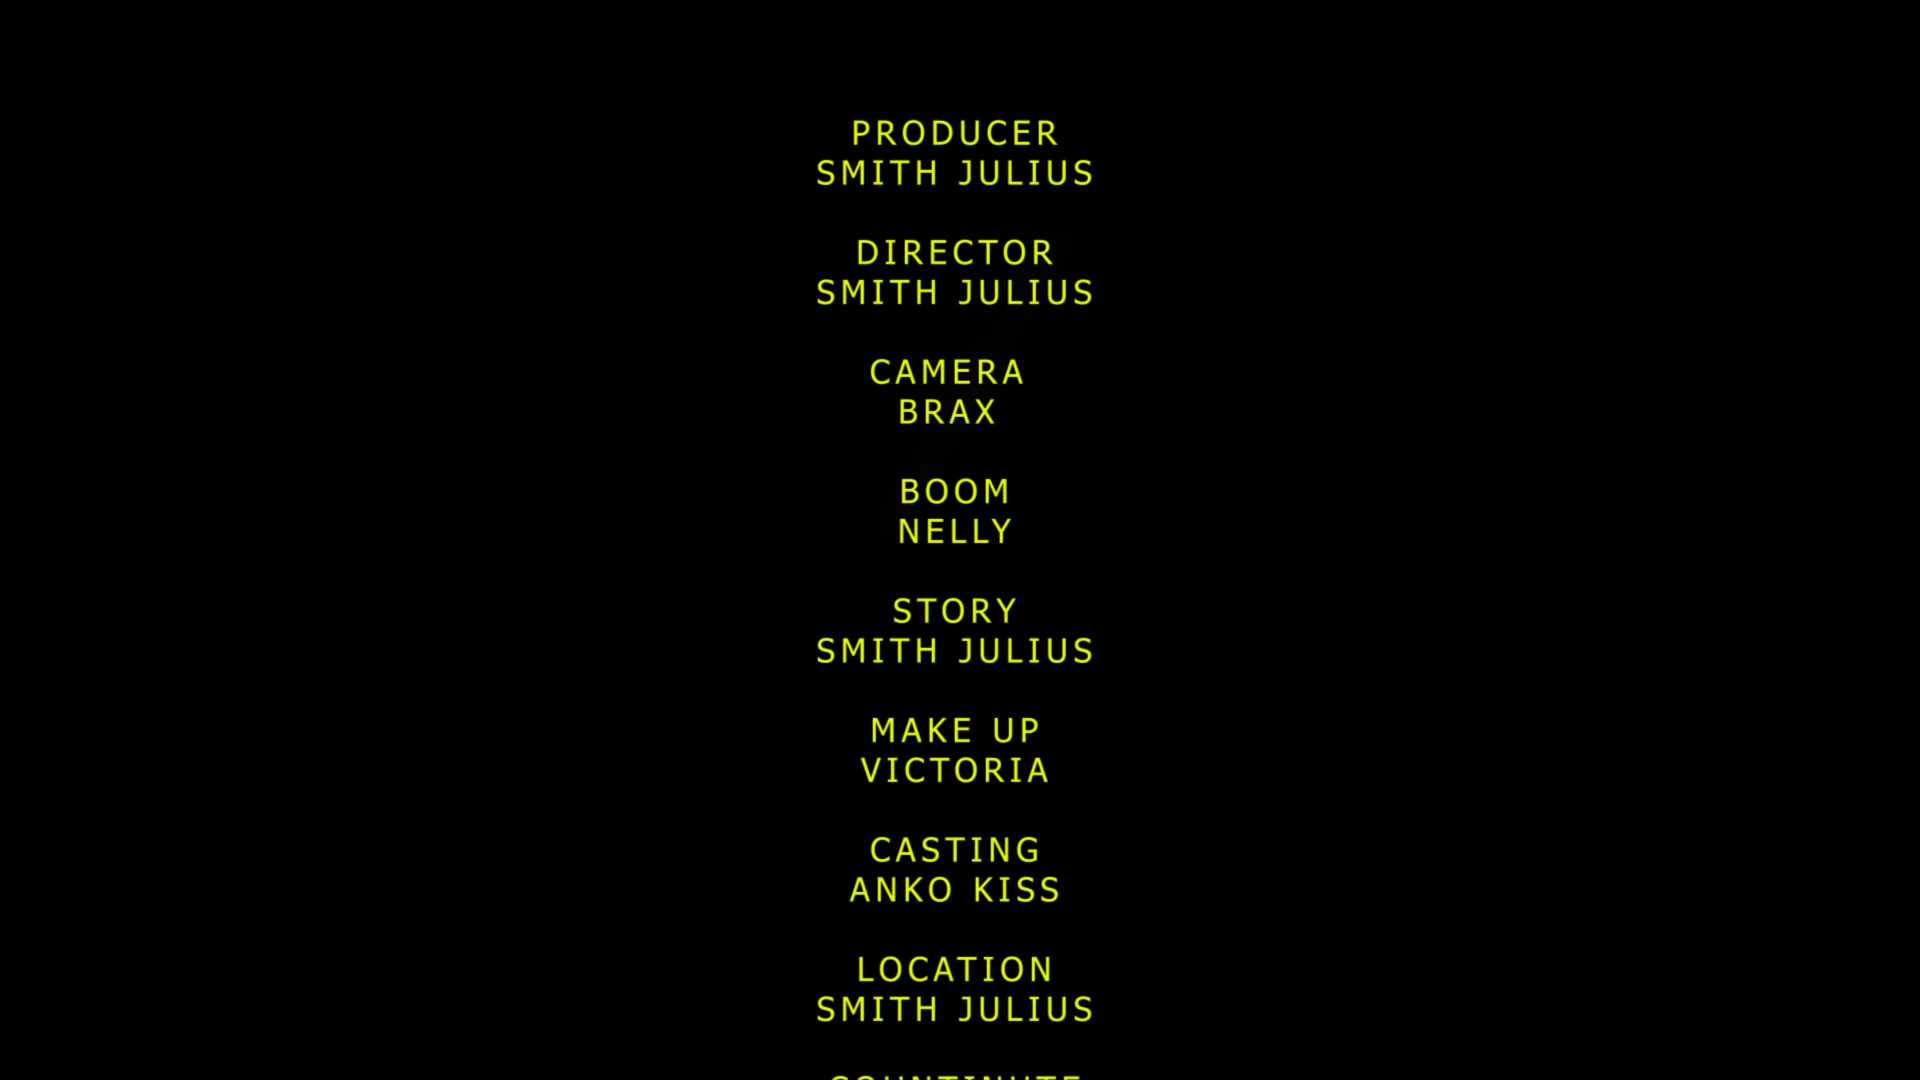 PRODUCER
SMITH JULIUS
DIRECTOR
SMITH JULIUS
CAMERA
BRAX
BOOM
NELLY
STORY
SMITH JULIUS
MAKE UP
VICTORIA
CASTING
ANKO KISS
LOCATION
SMITH JULIUS